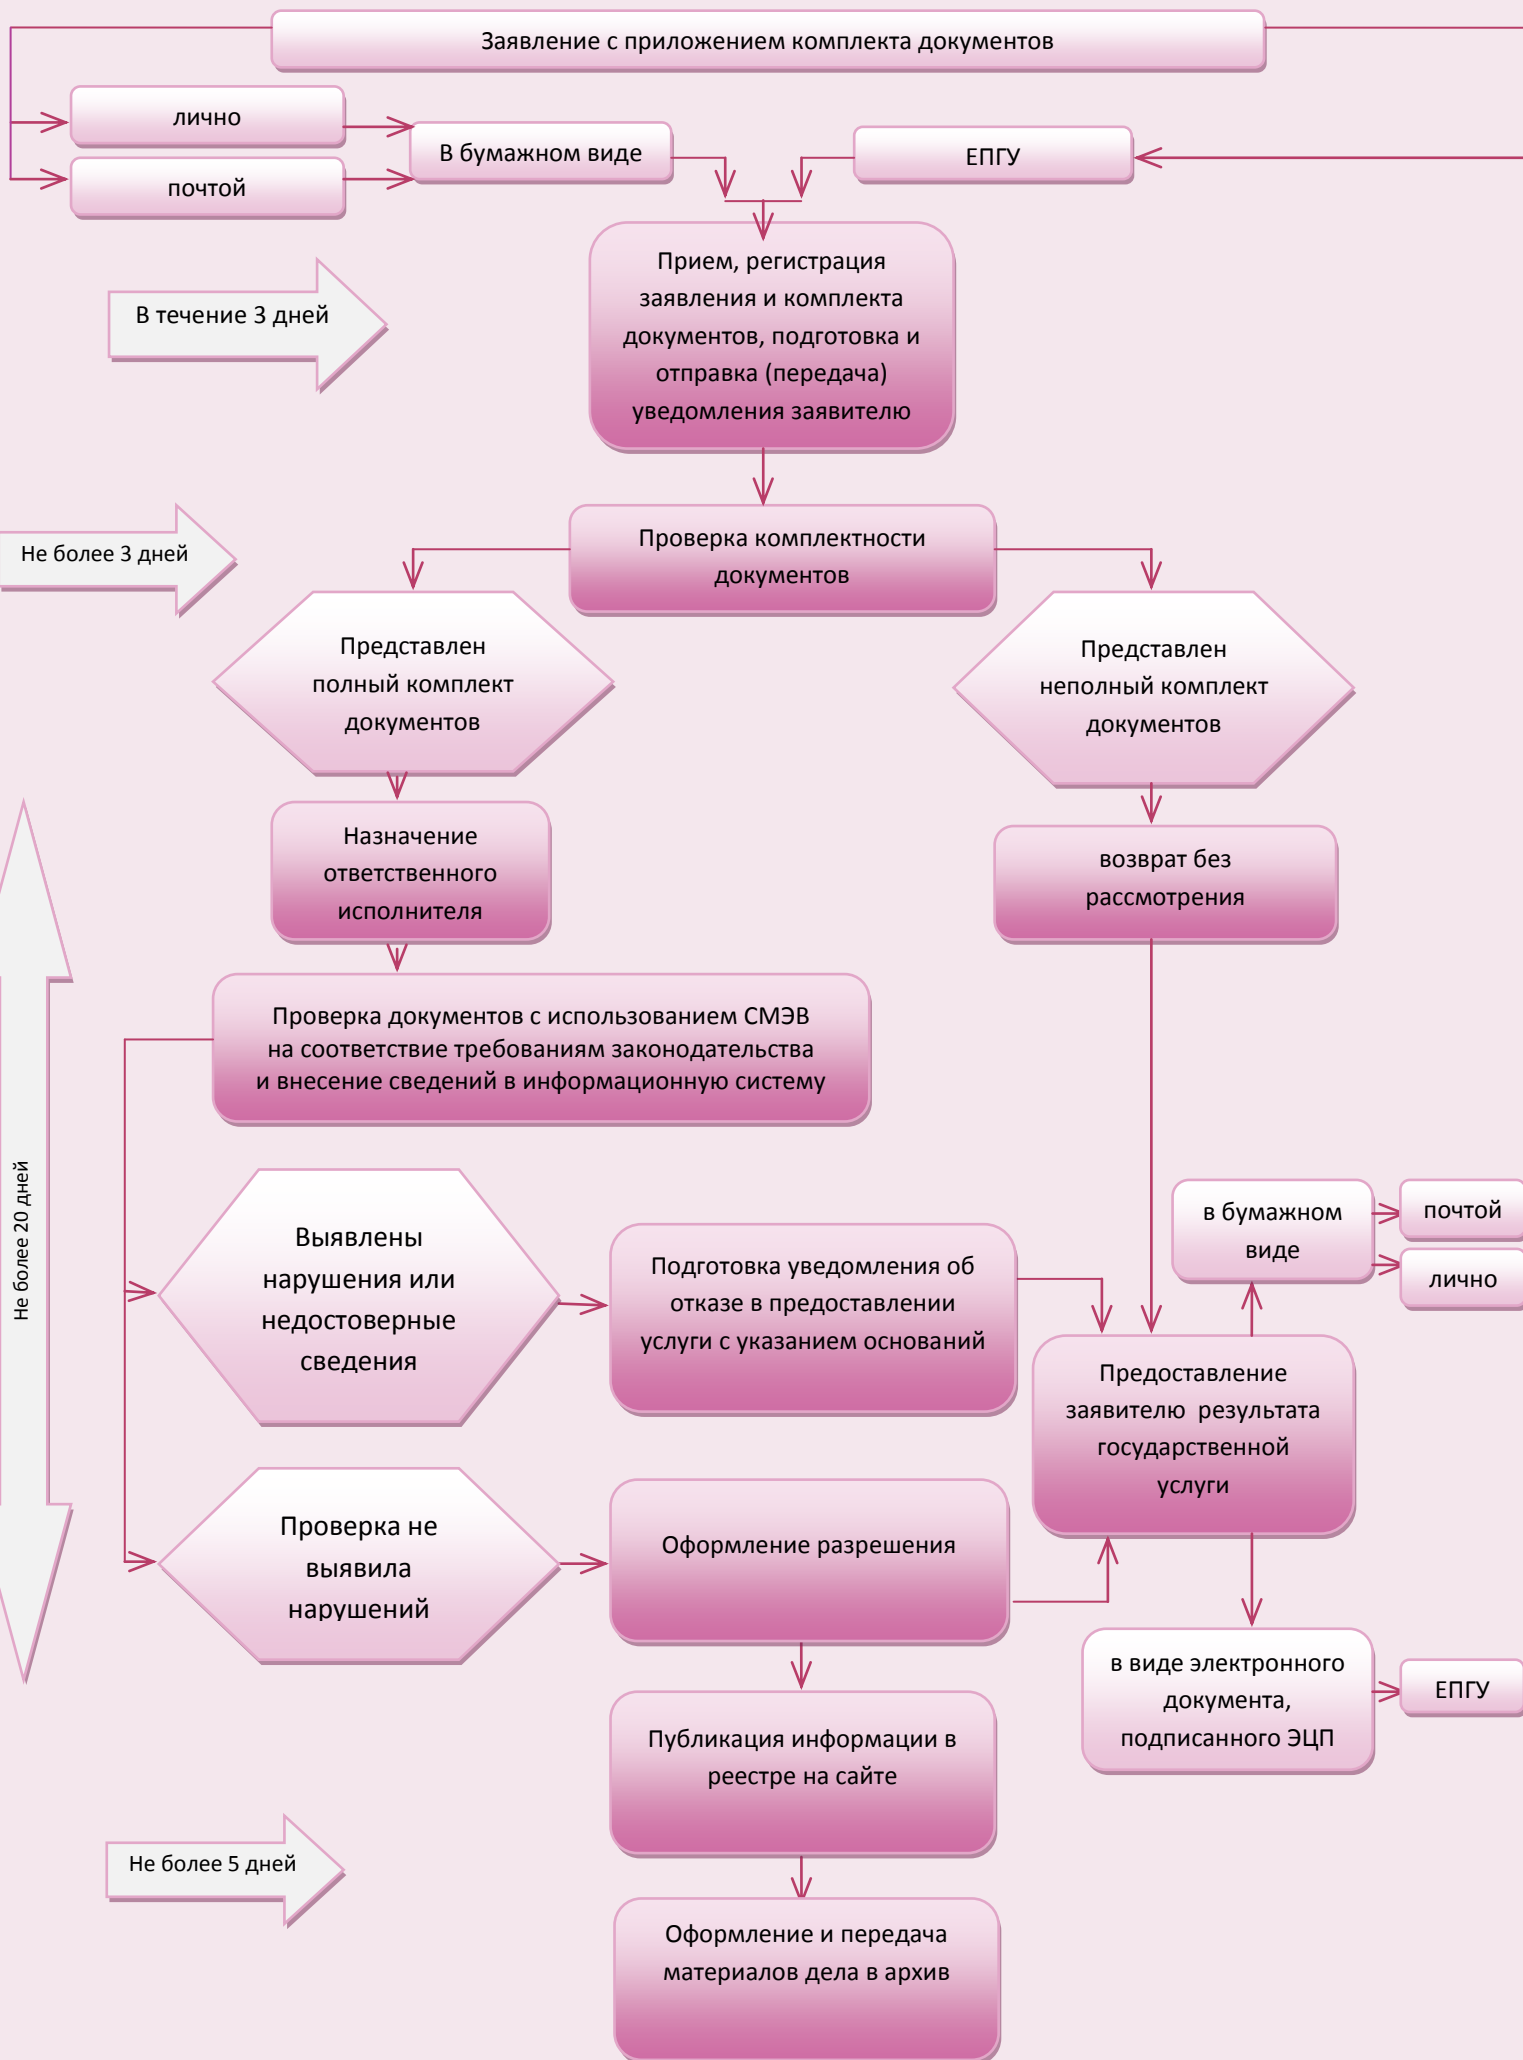 Заявление с приложением комплекта документов
лично
почтой
В бумажном виде
ЕПГУ
В течение 3 дней
Прием, регистрация
заявления и комплекта
документов, подготовка и
отправка (передача)
уведомления заявителю
Не более 3 дней
Проверка комплектности
документов
Представлен
полный комплект
документов
Представлен
неполный комплект
документов
Назначение
ответственного
исполнителя
возврат без
рассмотрения
Не более 20 дней
Проверка документов с использованием СМЭВ
на соответствие требованиям законодательства
и внесение сведений в информационную систему
Выявлены
нарушения или
недостоверные
сведения
Подготовка уведомления об
отказе в предоставлении
услуги с указанием оснований
в бумажном
виде
почтой
лично
Предоставление
заявителю результата
государственной
услуги
Проверка не
выявила
нарушений
Оформление разрешения
в виде электронного
документа,
подписанного ЭЦП
ЕПГУ
Публикация информации в
реестре на сайте
Не более 5 дней
Оформление и передача
материалов дела в архив